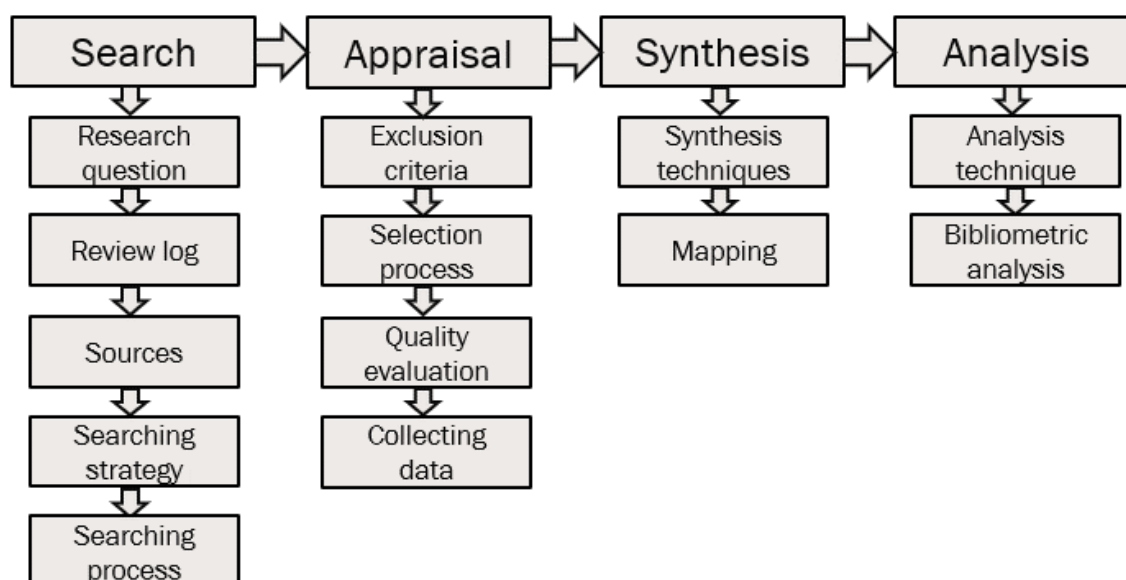 Search
Appraisal
Synthesis
Analysis
Research
question
Review log
Sources
Searching
strategy
Searching
process
Exclusion
criteria
Selection
process
Quality
evaluation
Collecting
data
Synthesis
techniques
Mapping
Analysis
technique
Bibliometric
analysis